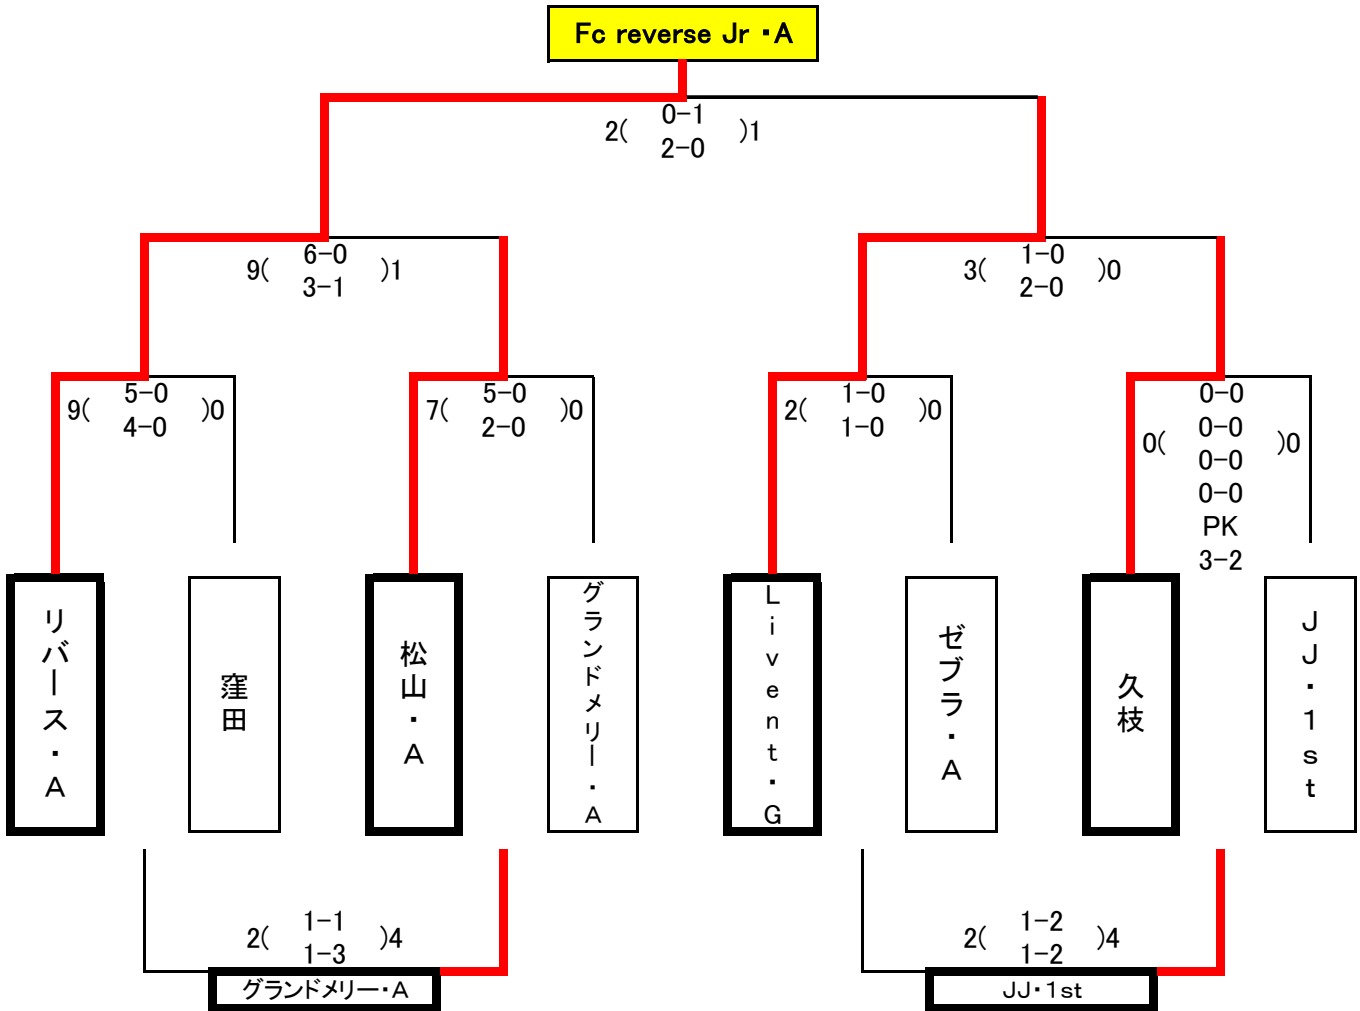 Fc reverse Jr ・A
0-1
2( )1
2-0
6-0
9( )1
3-1
1-0
3( )0
2-0
5-0
9( )0
4-0
5-0
7( )0
2-0
1-0
2( )0
1-0
0-0
0-0
0( )0
0-0
0-0
PK
3-2
リバース・A
窪田
松山・A
グランドメリー・A
Livent・G
ゼブラ・A
久枝
JJ・1st
1-1
2( )4
1-3
グランドメリー・A
1-2
2( )4
1-2
JJ・1st